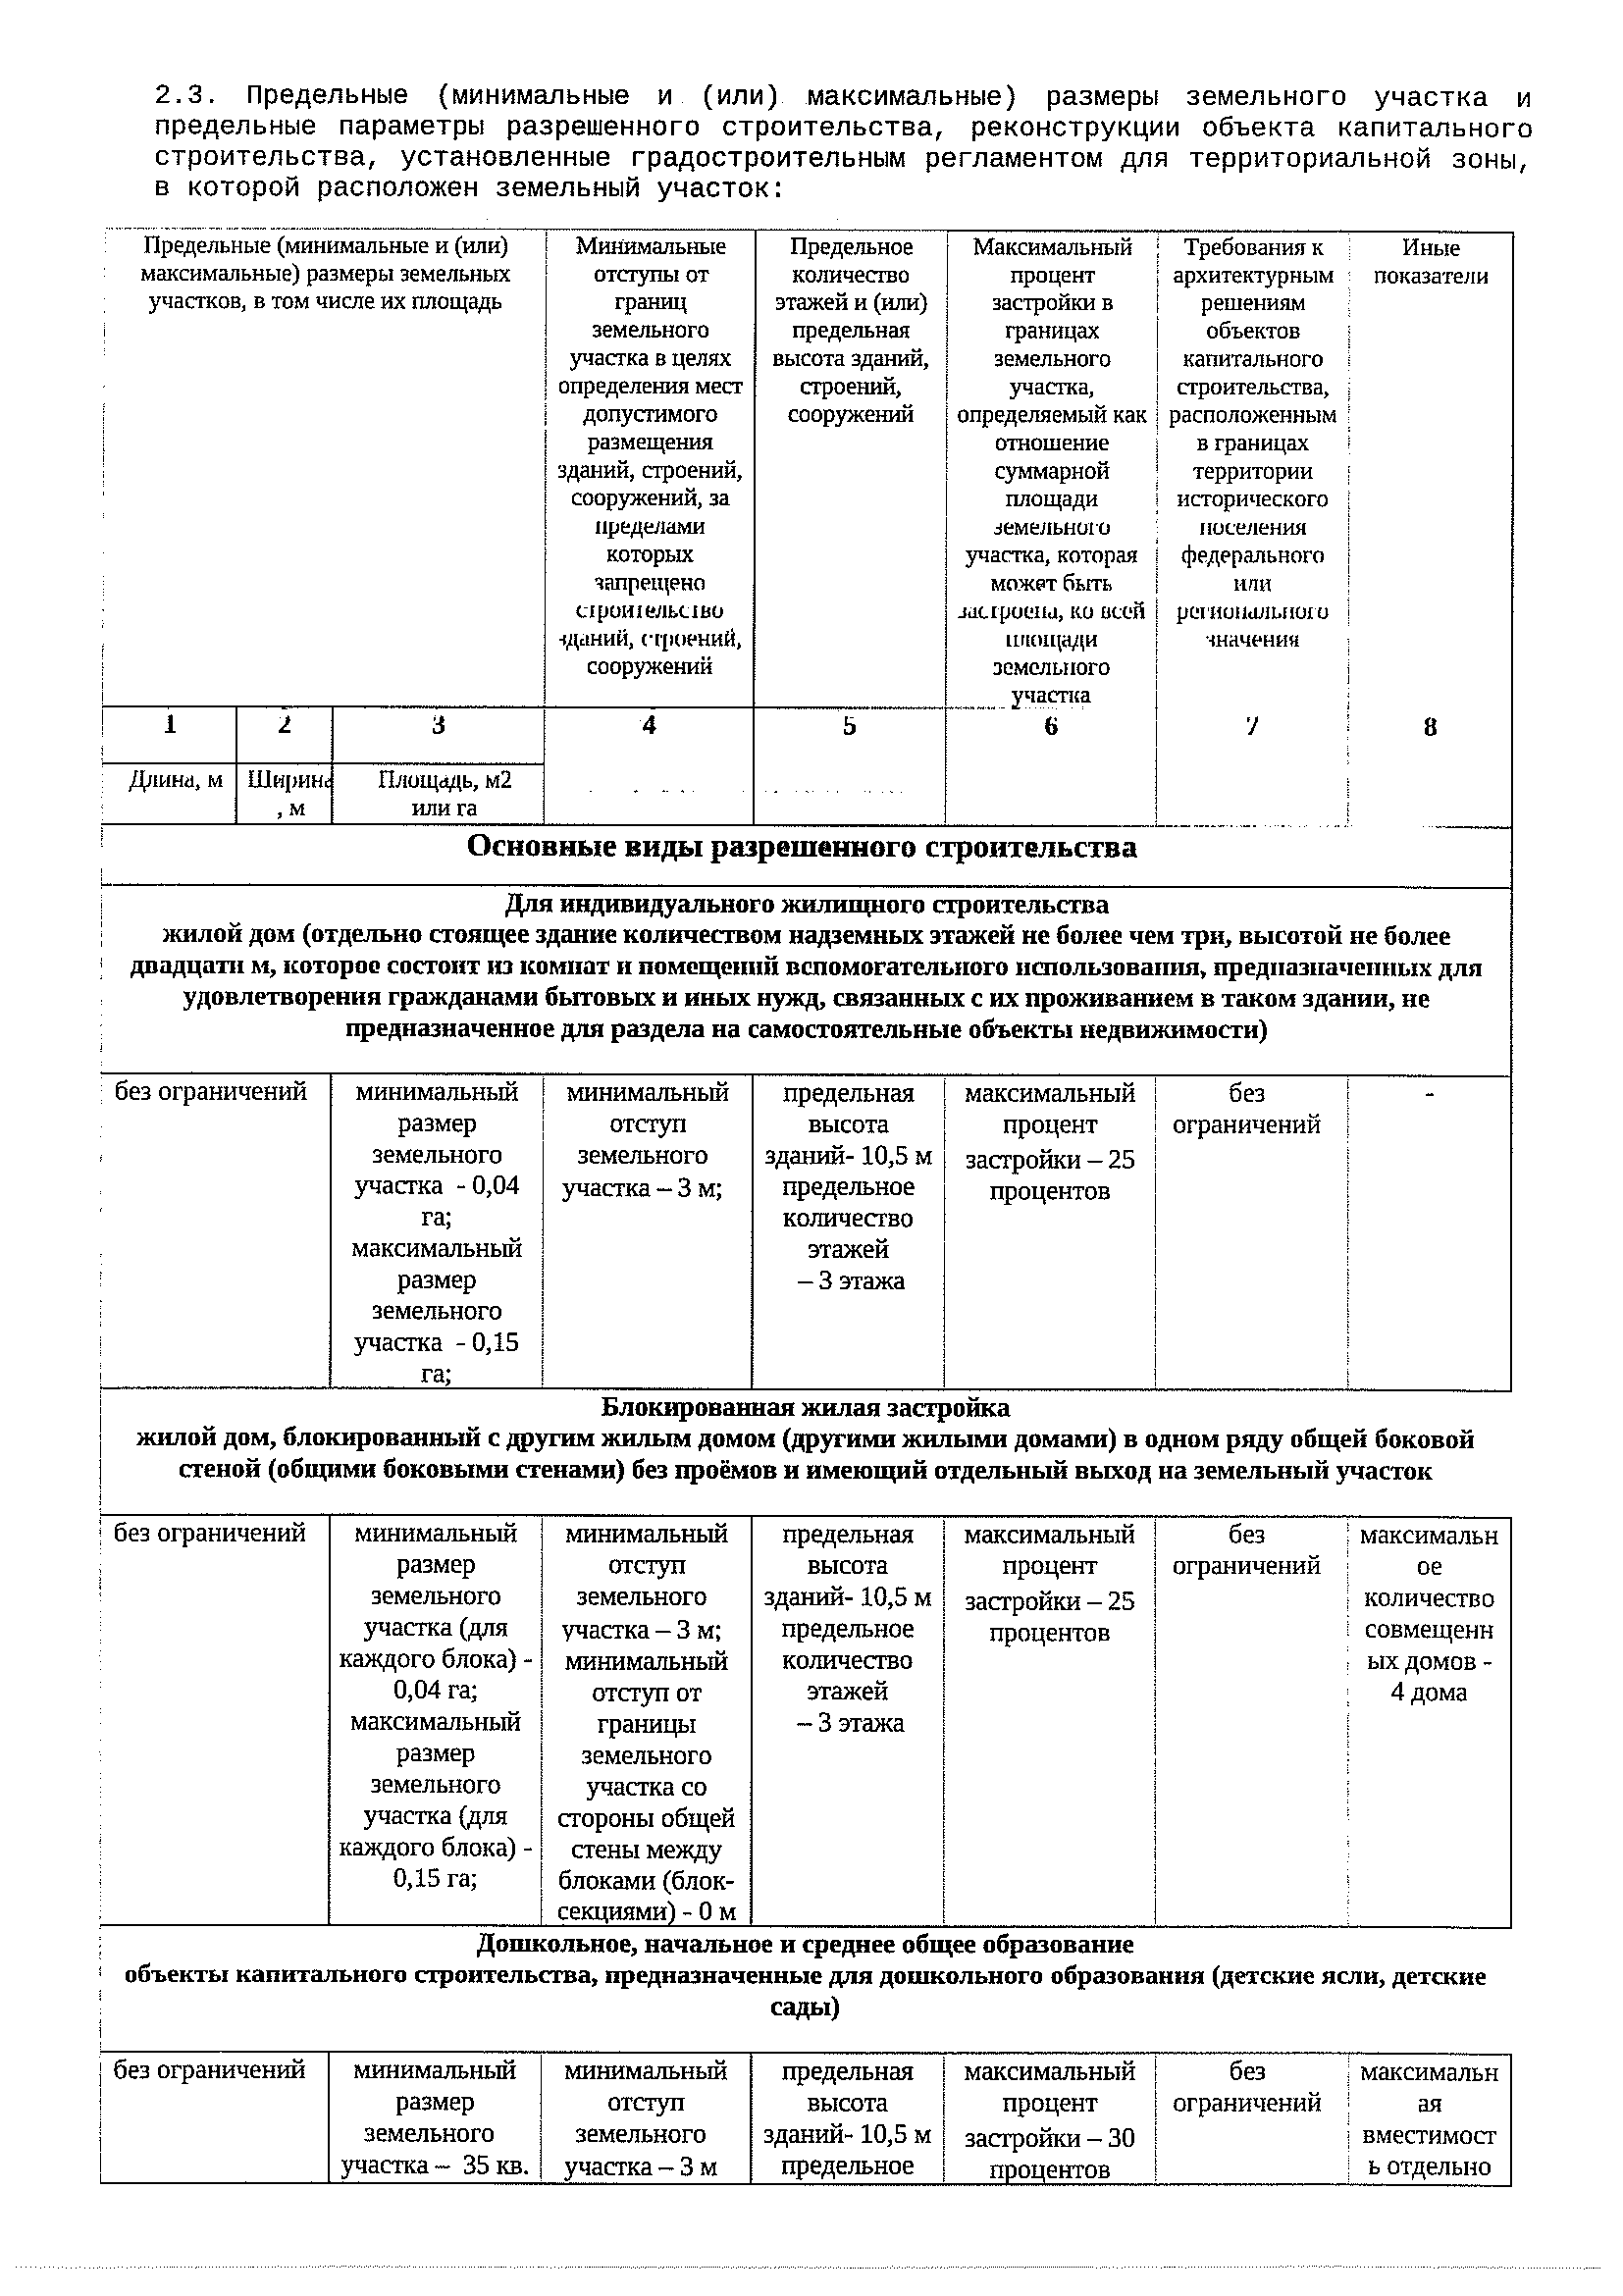 2.3. Предельные (минимальные и (или) максимальные) размеры земельного участка и
предельные параметры разрешенного строительства, реконструкции объекта капитального
строительства, установленные градостроительным регламентом для территориальной зоны,
в которой расположен земельный участок:
Предельные (минимальные и (или)
максимальные) размеры земельных
участков, в том числе их площадь
Минимальные
отступы от
границ
земельного
участка в целях
определения мест
допустимого
размещения
зданий, строений,
сооружений, за
пределами
которых
запрещено
строительство
зданий, строений,
сооружений
Предельное
количество
этажей и (или)
предельная
высота зданий,
строений,
сооружений
Максимальный
процент
застройки в
границах
земельного
участка,
определяемый как
отношение
суммарной
площади
земельного
участка, которая
может быть
застроена, ко всей
площади
земельного
участка
Требования к
архитектурным
решениям
объектов
капитального
строительства,
расположенным
в границах
территории
исторического
поселения
федерального
или
регионального
значения
Иные
показатели
1 2 3 4 5 6 7 8
Длина, м
Ширина
, м
Площадь, м2
или га
Основные виды разрешенного строительства
Для индивидуального жилищного строительства
жилой дом (отдельно стоящее здание количеством надземных этажей не более чем три, высотой не более
двадцати м, которое состоит из комнат и помещений вспомогательного использования, предназначенных для
удовлетворения гражданами бытовых и иных нужд, связанных с их проживанием в таком здании, не
предназначенное для раздела на самостоятельные объекты недвижимости)
без ограничений
минимальный
размер
земельного
участка - 0,04
га;
максимальный
размер
земельного
участка - 0,15
га;
минимальный
отступ
земельного
участка – 3 м;
предельная
высота
зданий- 10,5 м
предельное
количество
этажей
– 3 этажа
максимальный
процент
застройки – 25
процентов
без
ограничений
-
Блокированная жилая застройка
жилой дом, блокированный с другим жилым домом (другими жилыми домами) в одном ряду общей боковой
стеной (общими боковыми стенами) без проёмов и имеющий отдельный выход на земельный участок
без ограничений
минимальный
размер
земельного
участка (для
каждого блока) -
0,04 га;
максимальный
размер
земельного
участка (для
каждого блока) -
0,15 га;
минимальный
отступ
земельного
участка – 3 м;
минимальный
отступ от
границы
земельного
участка со
стороны общей
стены между
блоками (блок-
секциями) - 0 м
предельная
высота
зданий- 10,5 м
предельное
количество
этажей
– 3 этажа
максимальный
процент
застройки – 25
процентов
без
ограничений
максимальн
ое
количество
совмещенн
ых домов -
4 дома
Дошкольное, начальное и среднее общее образование
объекты капитального строительства, предназначенные для дошкольного образования (детские ясли, детские
сады)
без ограничений
минимальный
размер
земельного
участка – 35 кв.
минимальный
отступ
земельного
участка – 3 м
предельная
высота
зданий- 10,5 м
предельное
максимальный
процент
застройки – 30
процентов
без
ограничений
максимальн
ая
вместимост
ь отдельно